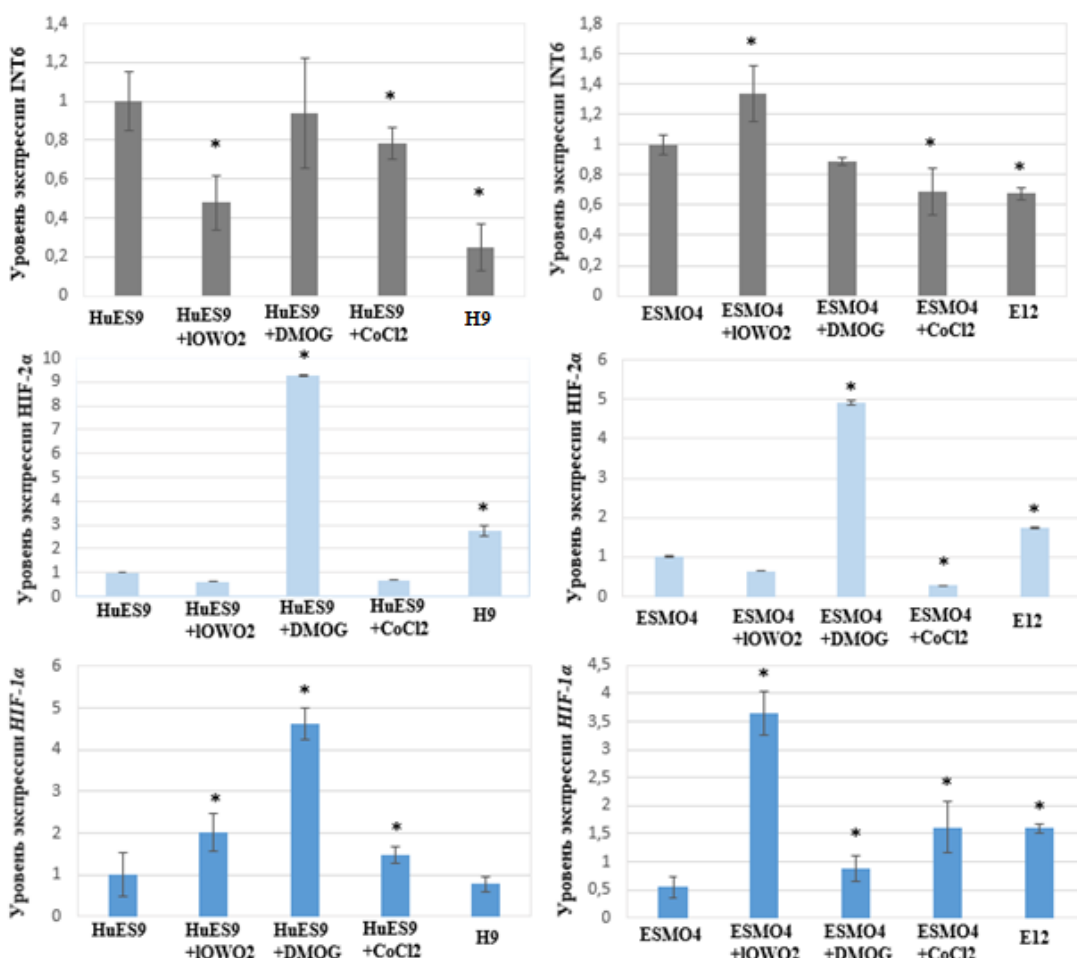 Уровень экспрессии INT6
1,4
1,2
1
0,8
0,6
0,4
0,2
0
*
*
*
HuES9
HuES9
+lOWO2
HuES9
+DMOG
HuES9
+CoCl2
H9
Уровень экспрессии INT6
1,8
1,6
1,4
1,2
1
0,8
0,6
0,4
0,2
0
*
*
*
ESMO4
ESMO4
+lOWO2
ESMO4
+DMOG
ESMO4
+CoCl2
E12
Уровень экспрессии HIF-2α
10
9
8
7
6
5
4
3
2
1
0
*
*
HuES9
HuES9
+lOWO2
HuES9
+DMOG
HuES9
+CoCl2
H9
Уровень экспрессии HIF-2α
6
5
4
3
2
1
0
*
*
*
ESMO4
ESMO4
+lOWO2
ESMO4
+DMOG
ESMO4
+CoCl2
E12
Уровень экспрессии HIF-1α
6
5
4
3
2
1
0
*
*
*
HuES9
HuES9
+lOWO2
HuES9
+DMOG
HuES9
+CoCl2
H9
Уровень экспрессии HIF-1α
4,5
4
3,5
3
2,5
2
1,5
1
0,5
0
*
*
*
*
ESMO4
ESMO4
+lOWO2
ESMO4
+DMOG
ESMO4
+CoCl2
E12